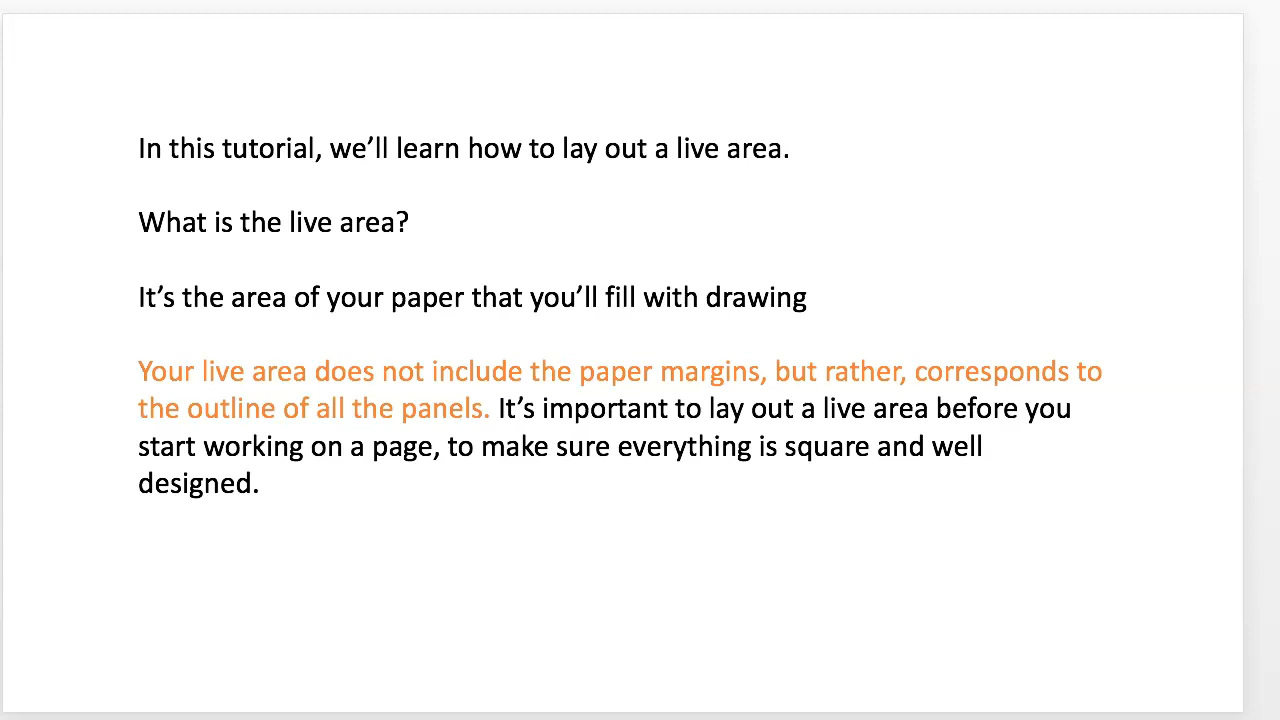 In this tutorial, we’ll learn how to lay out a live area.
What is the live area?
It’s the area of your paper that you’ll fill with drawing
Your live area does not include the paper margins, but rather, corresponds to
the outline of all the panels. It’s important to lay out a live area before you
start working on a page, to make sure everything is square and well
designed.